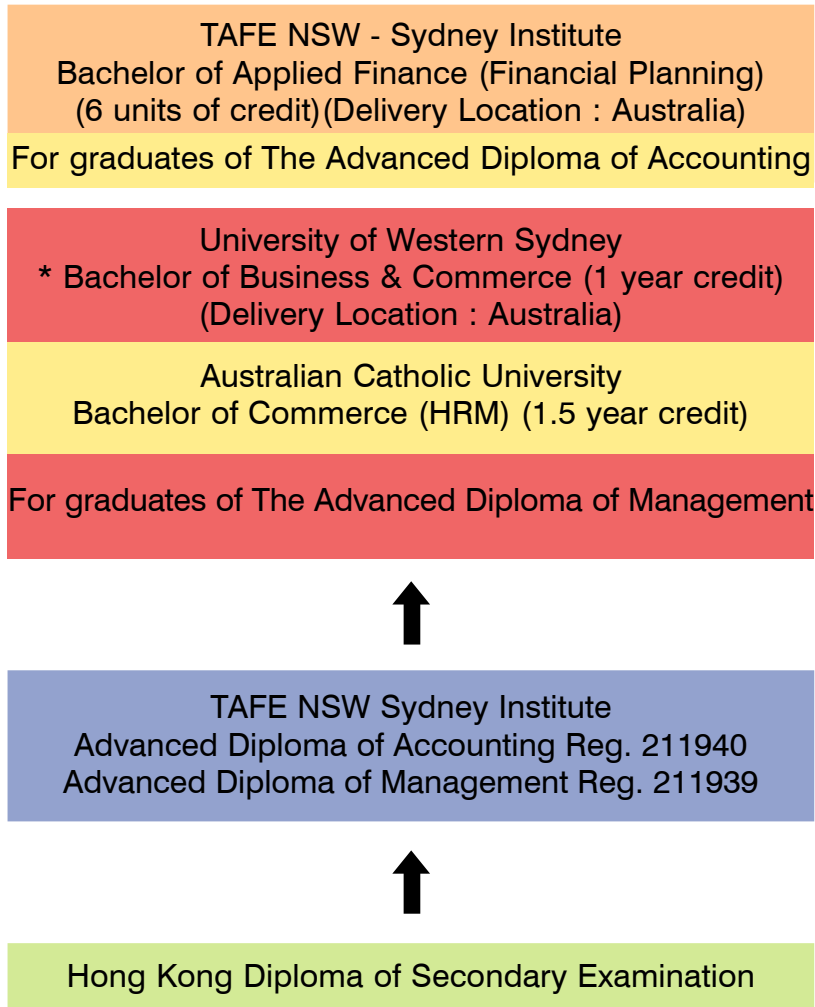 TAFE NSW - Sydney Institute
Bachelor of Applied Finance (Financial Planning)
(6 units of credit)(Delivery Location : Australia)
For graduates of The Advanced Diploma of Accounting
University of Western Sydney
* Bachelor of Business & Commerce (1 year credit)
(Delivery Location : Australia)
Australian Catholic University
Bachelor of Commerce (HRM) (1.5 year credit)
For graduates of The Advanced Diploma of Management
TAFE NSW Sydney Institute
Advanced Diploma of Accounting Reg. 211940
Advanced Diploma of Management Reg. 211939
Hong Kong Diploma of Secondary Examination